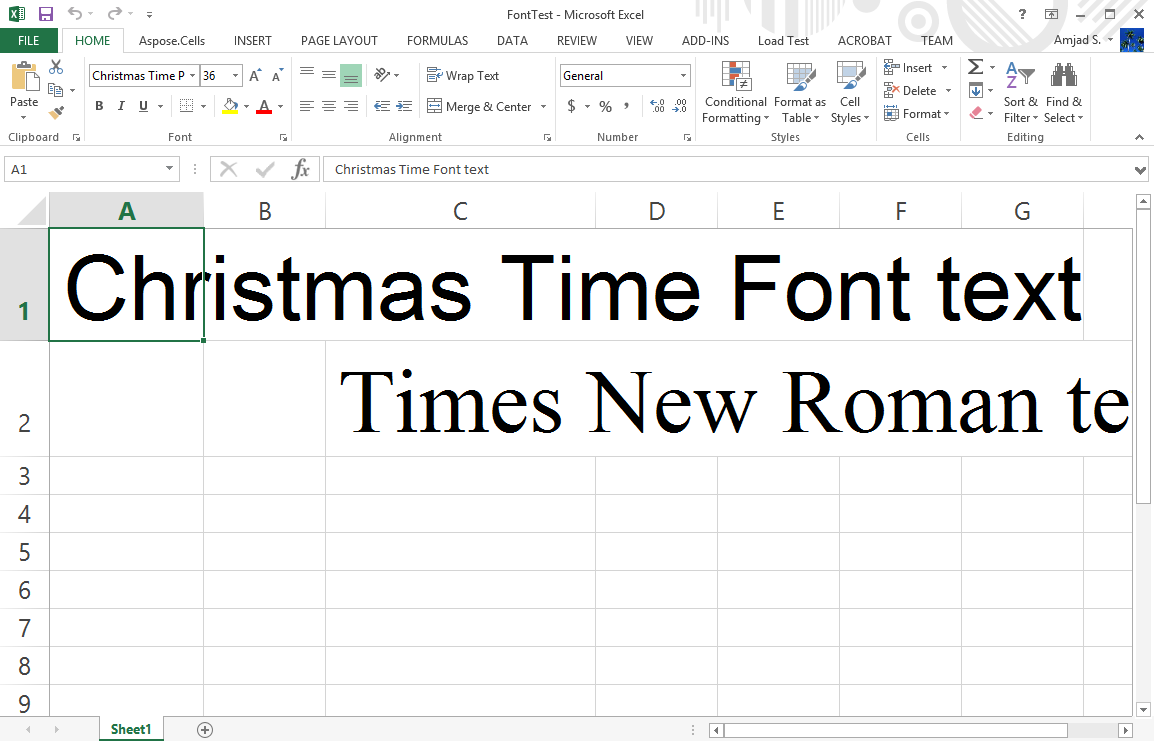 FontTest - Microsoft Excel
?
FILE HOME Aspose.Cells INSERT PAGE LAYOUT FORMULAS DATA REVIEW VIEW ADD-INS Load Test ACROBAT TEAM Amjad S.
Paste
Christmas Time P 36 A A
B I U A
Wrap Text
Merge & Center
General
$ % ,
Conditional Formatting
Format as Table
Cell Styles
Insert
Delete
Format
Σ
Sort & Filter
Find & Select
Clipboard Font Alignment Number Styles Cells Editing
A1 fx Christmas Time Font text
A B C D E F G
1 Christmas Time Font text
2 Times New Roman te
3
4
5
6
7
8
9
Sheet1